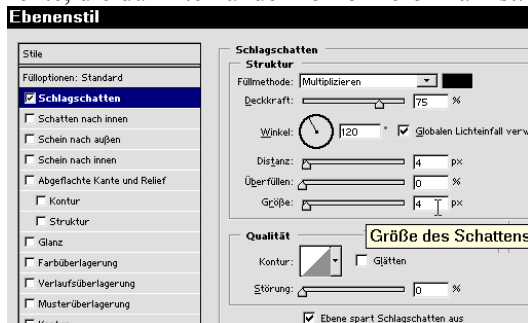 Ebenenstil
Stile
Fülloptionen: Standard
Schlagschatten
Schatten nach innen
Schein nach außen
Schein nach innen
Abgeflachte Kante und Relief
Kontur
Struktur
Glanz
Farbüberlagerung
Verlaufsüberlagerung
Musterüberlagerung
Schlagschatten
Struktur
Füllmethode: Multiplizieren
Deckkraft: 75 %
Winkel: 120 ° Globalen Lichteinfall verw
Distanz: 4 px
Überfüllen: 0 %
Größe: 4 px
Größe des Schattens
Qualität
Kontur: Glätten
Störung: 0 %
Ebene spart Schlagschatten aus